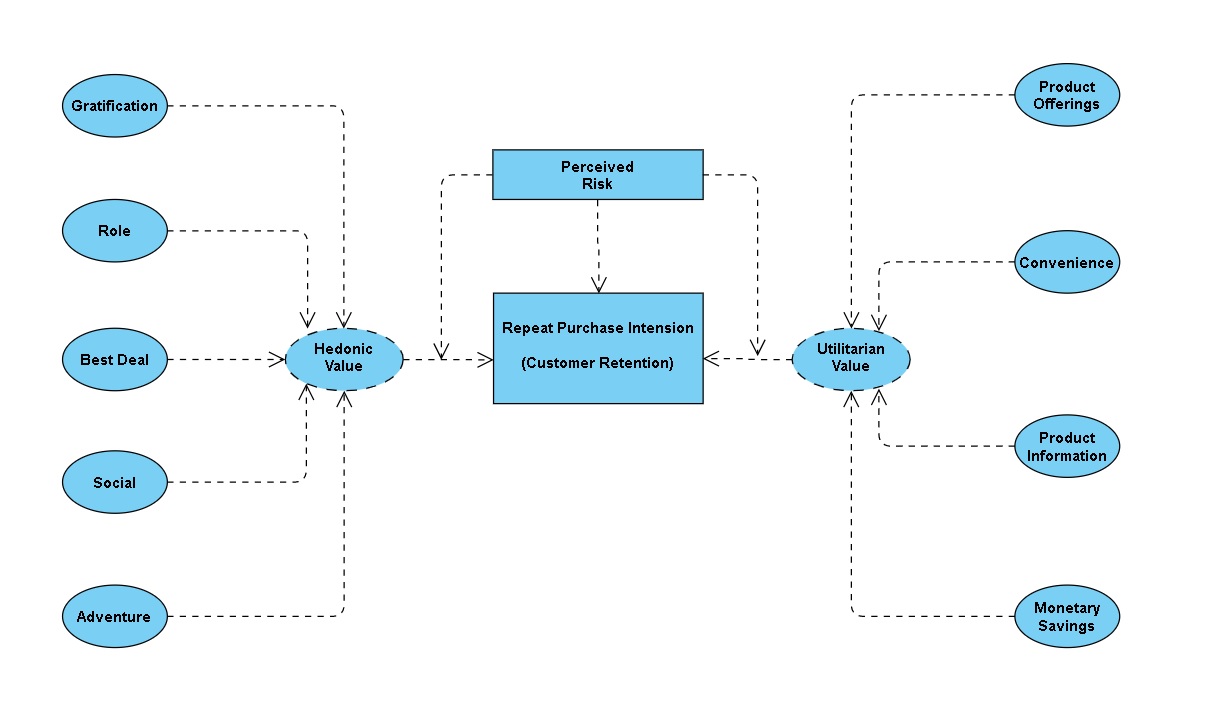 Gratification
Role
Best Deal
Social
Adventure
Hedonic
Value
Perceived
Risk
Repeat Purchase Intension
(Customer Retention)
Utilitarian
Value
Product
Offerings
Convenience
Product
Information
Monetary
Savings